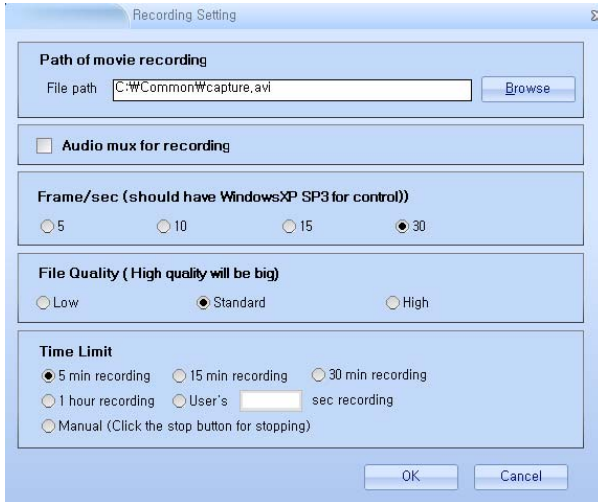 Recording Setting
Path of movie recording
File path C:₩Common₩capture,avi Browse
Audio mux for recording
Frame/sec (should have WindowsXP SP3 for control))
5 10 15 30
File Quality ( High quality will be big)
Low Standard High
Time Limit
5 min recording 15 min recording 30 min recording
1 hour recording User's sec recording
Manual (Click the stop button for stopping)
OK Cancel